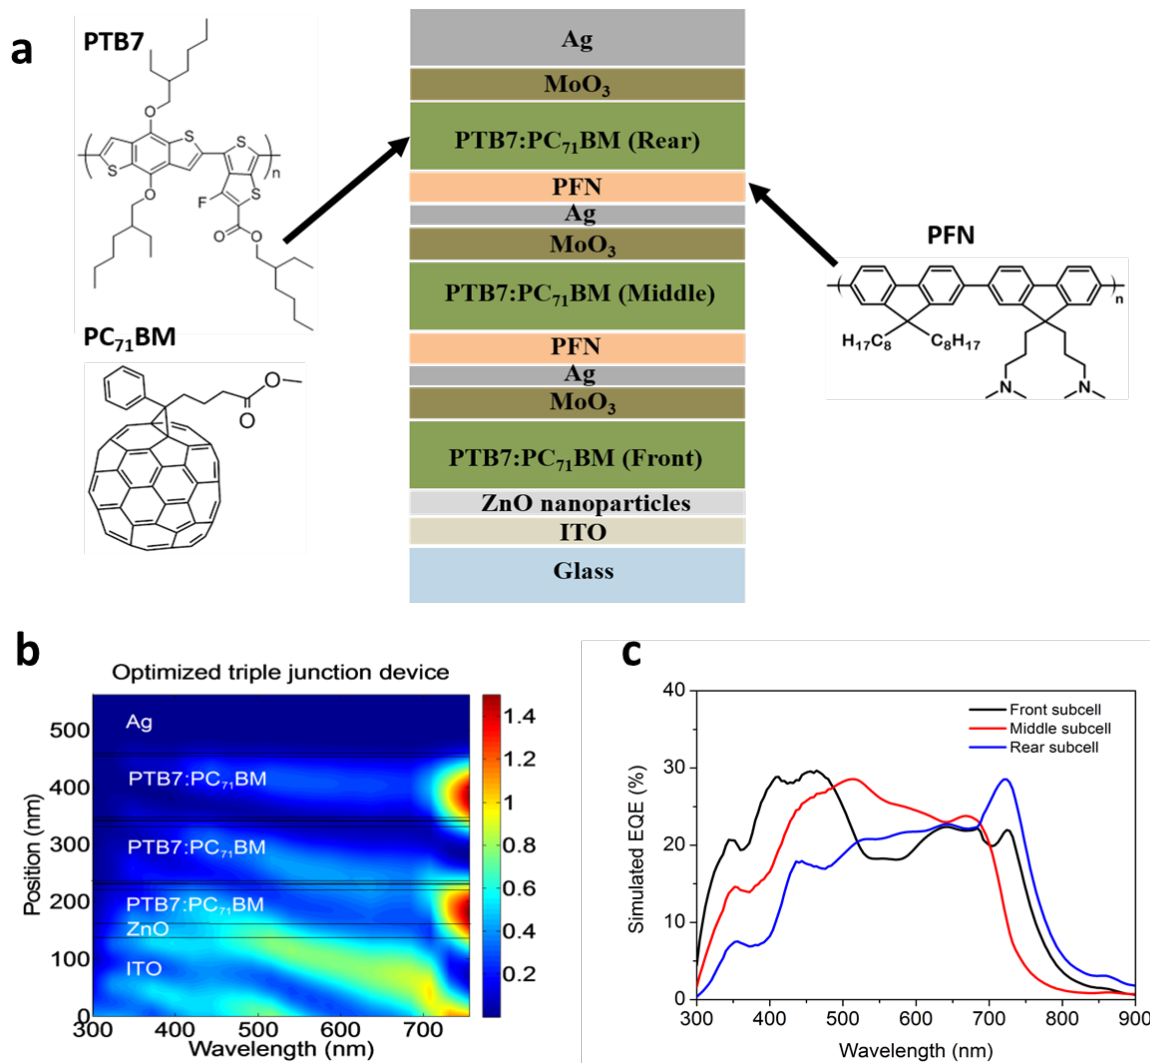 a
PTB7
O
S
S
S
n
O
F
S
O
O
PC71BM
O
O
Ag
MoO3
PTB7:PC71BM (Rear)
PFN
Ag
MoO3
PTB7:PC71BM (Middle)
PFN
Ag
MoO3
PTB7:PC71BM (Front)
ZnO nanoparticles
ITO
Glass
PFN
n
H17C8
C8H17
N
N
b
Optimized triple junction device
Position (nm)
500
400
300
200
100
0
Ag
PTB7:PC71BM
PTB7:PC71BM
PTB7:PC71BM
ZnO
ITO
300 400 500 600 700
Wavelength (nm)
1.4
1.2
1
0.8
0.6
0.4
0.2
c
Simulated EQE (%)
40
30
20
10
0
Front subcell
Middle subcell
Rear subcell
300 400 500 600 700 800 900
Wavelength (nm)